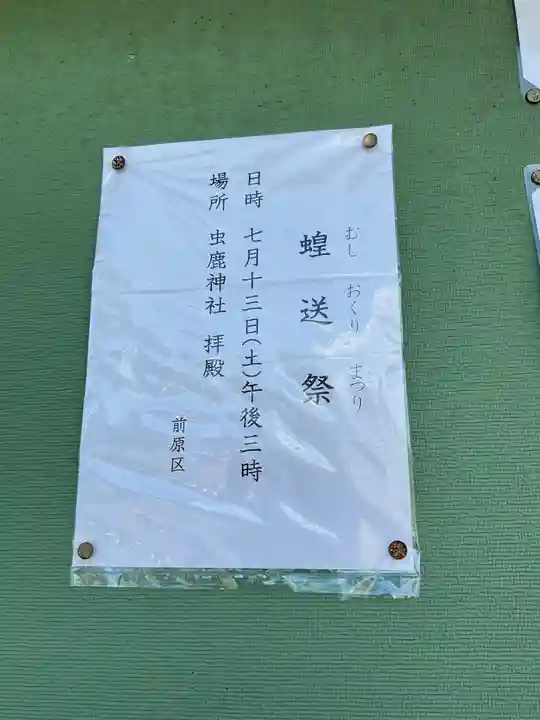 むし おくり まつり
蝗送祭
日時 七月十三日(土)午後三時
場所 虫鹿神社 拝殿
前原区